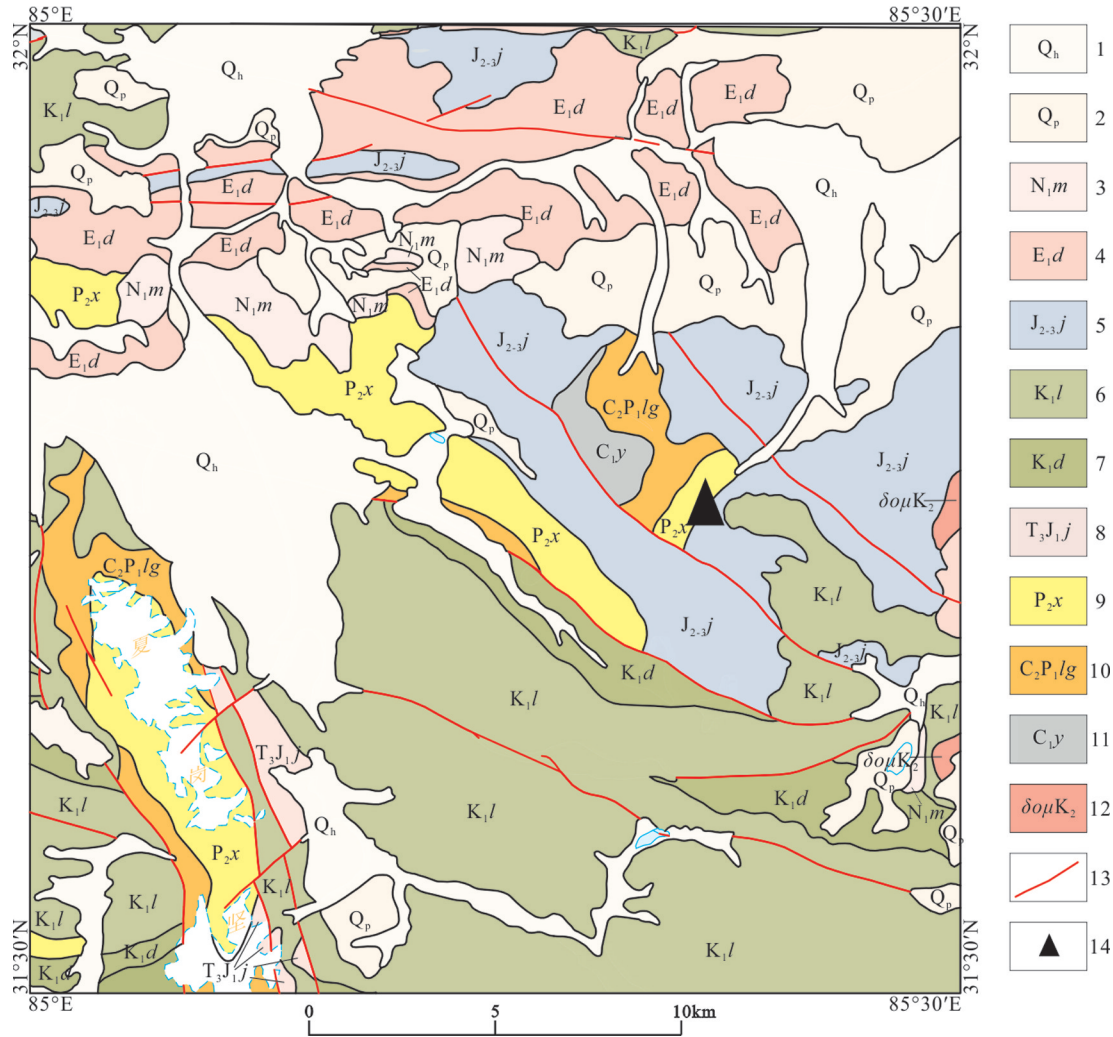 85°E
85°30′E
32°N
32°N
K₁l
Qₕ
J₂₋₃j
Qₚ
K₁l
Qₚ
E₁d
E₁d
E₁d
Qₚ
J₂₋₃j
Qₚ
E₁d
Qₕ
J₂₋₃j
E₁d
E₁d
E₁d
E₁d
E₁d
E₁d
N₁m
Qₚ
N₁m
Qₚ
Qₚ
P₂x
N₁m
N₁m
N₁m
E₁d
J₂₋₃j
Qₚ
E₁d
P₂x
J₂₋₃j
C₂P₁lg
Qₚ
C₁y
Qₕ
J₂₋₃j
δομK₂
P₂x
P₂x
C₂P₁lg
K₁l
夏
J₂₋₃j
J₂₋₃j
K₁d
K₁l
K₁l
Qₕ
K₁l
T₃J₁j
岗
δομK₂
Qₚ
K₁l
K₁d
N₁m
K₁l
Qₕ
P₂x
Qₚ
K₁l
K₁l
Qₚ
Qₚ
坚
K₁l
K₁d
K₁d
T₃J₁j
31°30′N
31°30′N
85°E
85°30′E
0 5 10km
Qₕ 1
Qₚ 2
N₁m 3
E₁d 4
J₂₋₃j 5
K₁l 6
K₁d 7
T₃J₁j 8
P₂x 9
C₂P₁lg 10
C₁y 11
δομK₂ 12
13
14